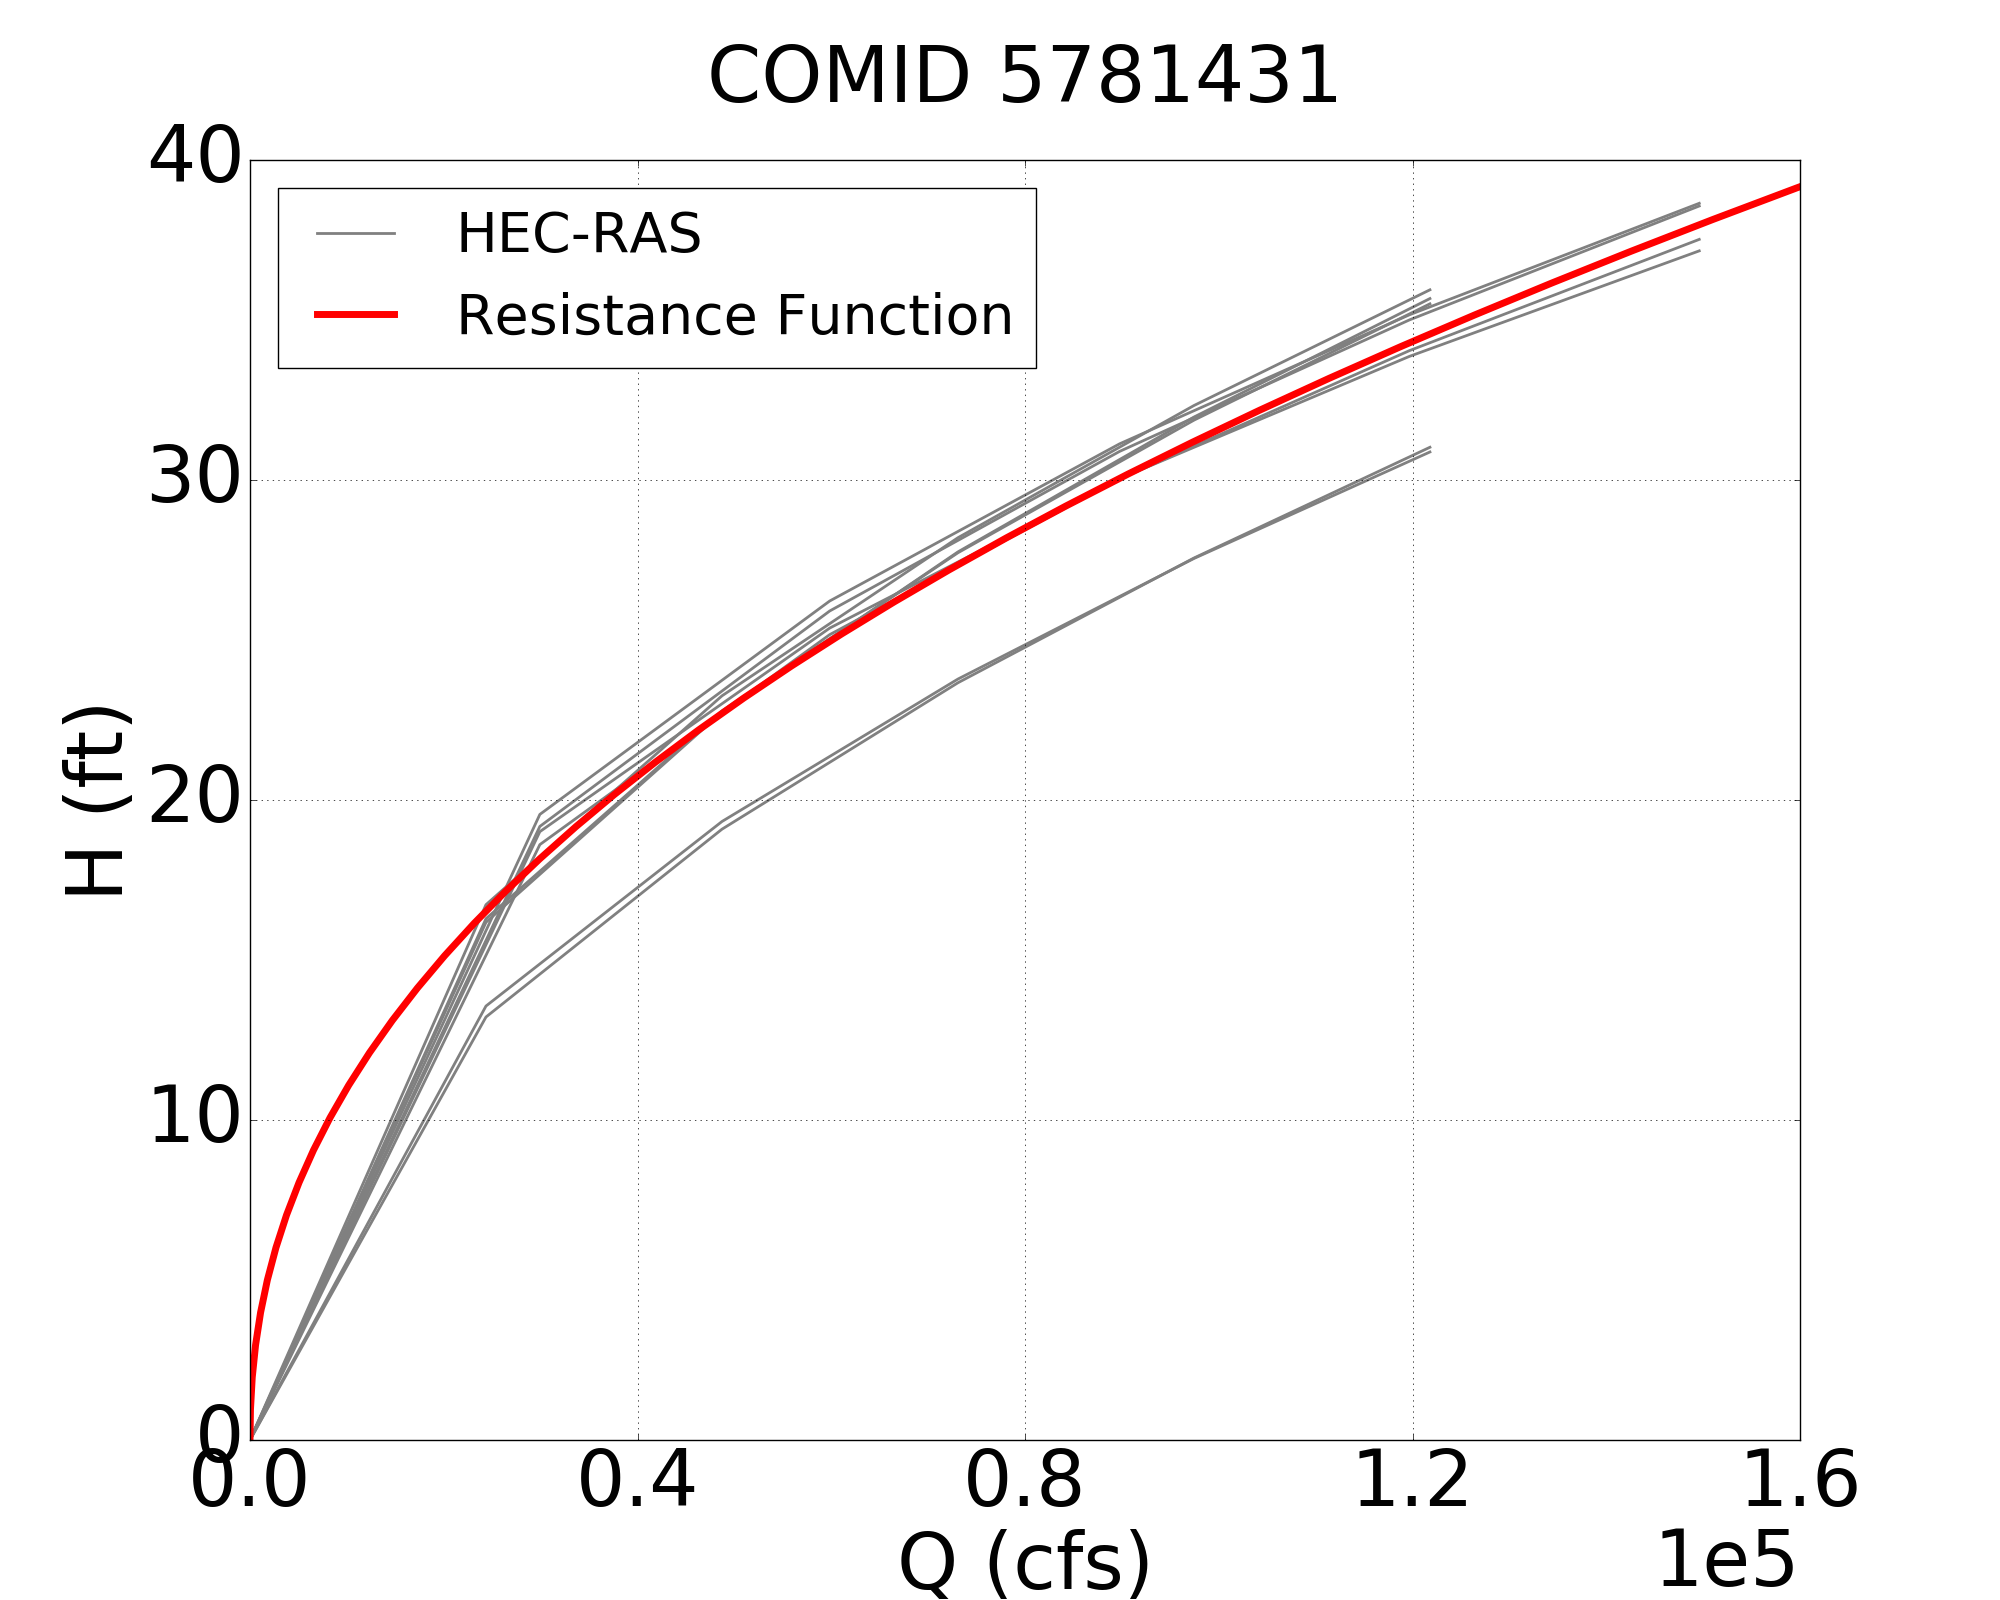 COMID 5781431
40
30
20
10
0
HEC-RAS
Resistance Function
H (ft)
0.0 0.4 0.8 1.2 1.6
Q (cfs)
1e5